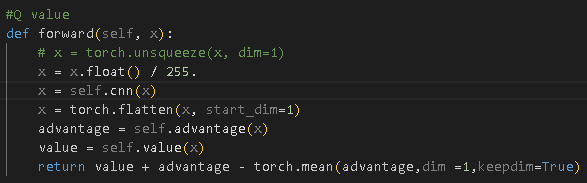 #Q value
def forward(self, x):
    # x = torch.unsqueeze(x, dim=1)
    x = x.float() / 255.
    x = self.cnn(x)
    x = torch.flatten(x, start_dim=1)
    advantage = self.advantage(x)
    value = self.value(x)
    return value + advantage - torch.mean(advantage,dim =1,keepdim=True)